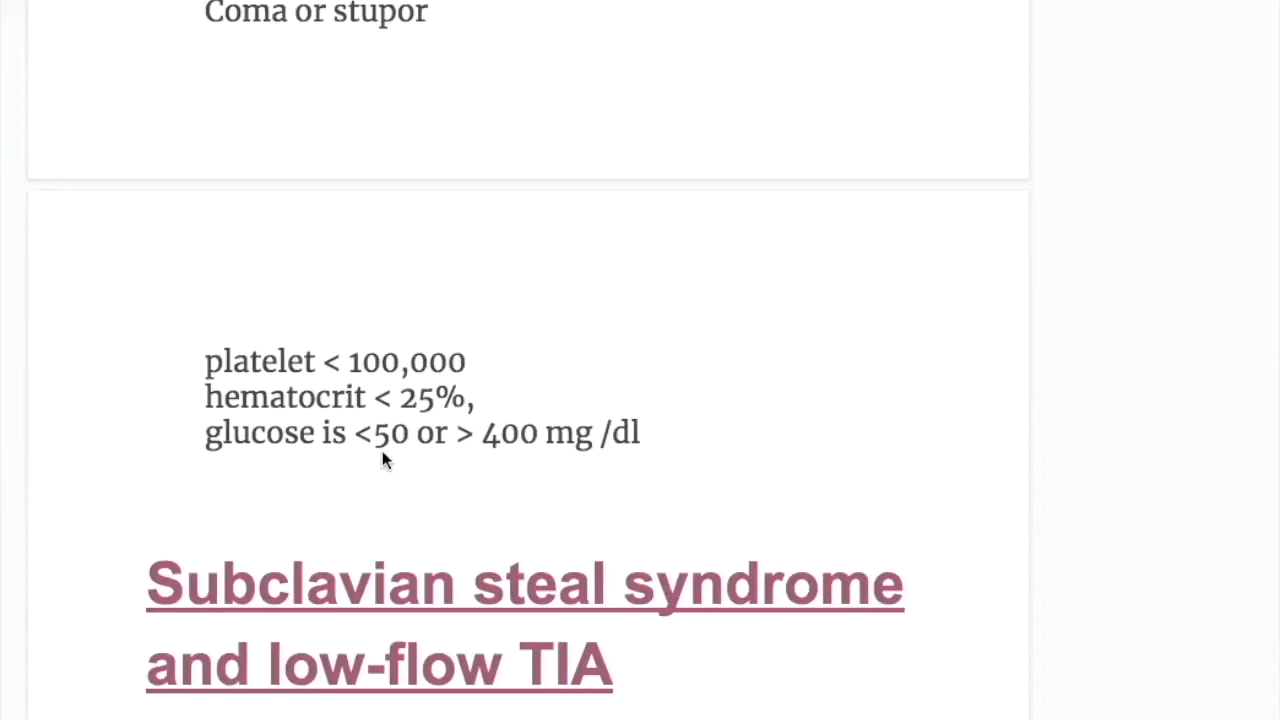 Coma or stupor
platelet < 100,000
hematocrit < 25%,
glucose is <50 or > 400 mg /dl
Subclavian steal syndrome
and low-flow TIA